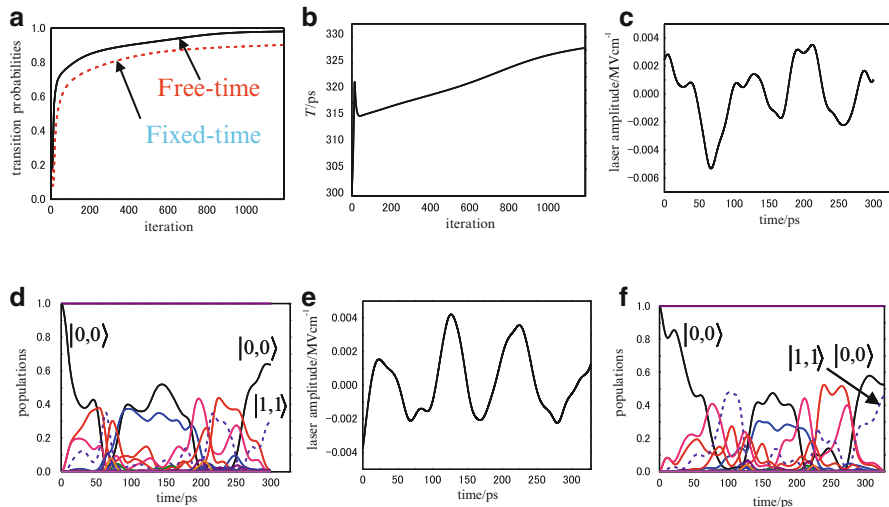 a
transition probabilities
1.0
0.8
0.6
0.4
0.2
0.0
Free-time
Fixed-time
0 200 400 600 800 1000
iteration
b
T/ps
332
330
325
320
315
310
305
300
0 200 400 600 800 1000
iteration
c
laser amplitude/MVcm⁻¹
0.004
0.002
0.000
−0.002
−0.004
−0.006
0 50 100 150 200 250 300
time/ps
d
populations
1.0
0.8
0.6
0.4
0.2
0.0
|0,0⟩
|0,0⟩
|1,1⟩
0 50 100 150 200 250 300
time/ps
e
laser amplitude/MVcm⁻¹
0.004
0.002
0.000
−0.002
−0.004
0 50 100 150 200 250 300
time/ps
f
populations
1.0
0.8
0.6
0.4
0.2
0.0
|0,0⟩
|1,1⟩ |0,0⟩
0 50 100 150 200 250 300
time/ps